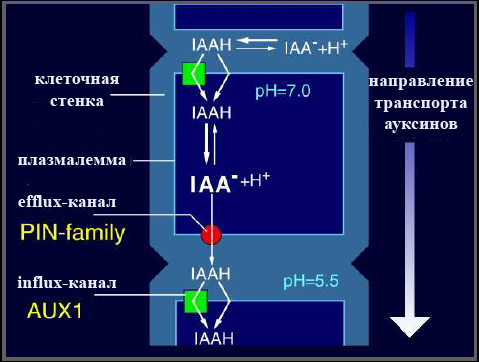 IAAH IAA⁻+H⁺
клеточная
стенка
направление
транспорта
ауксинов
pH=7.0
IAAH
плазмалемма
IAA⁻+H⁺
efflux-канал
PIN-family
IAAH
pH=5.5
influx-канал
AUX1
IAAH